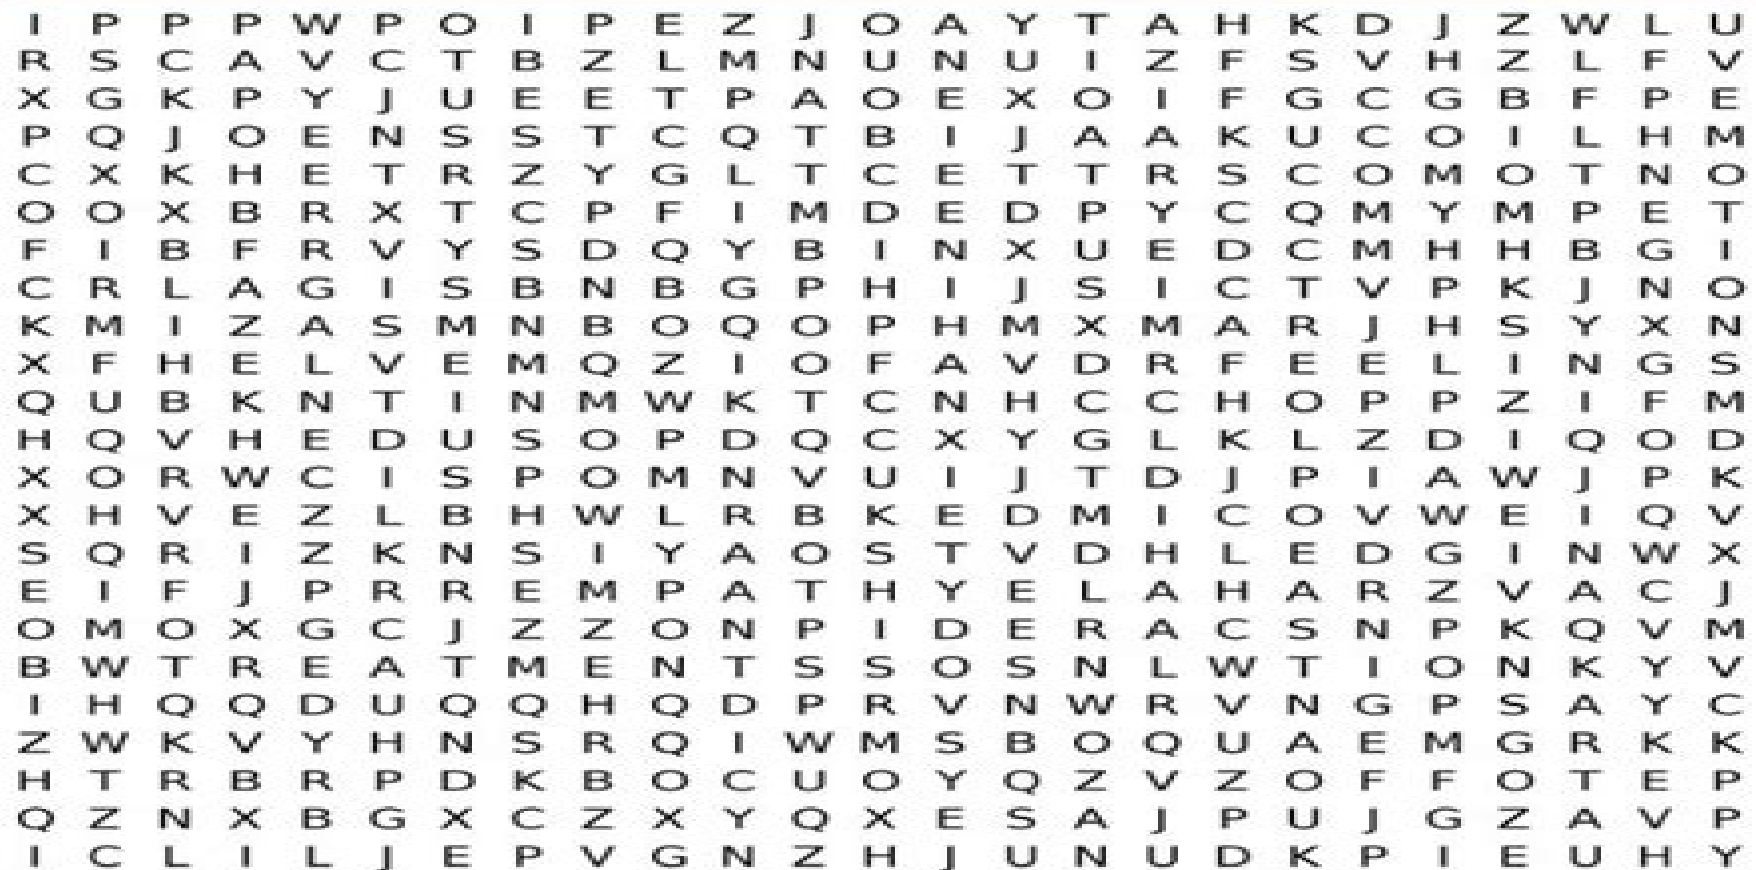 I P P P W P O I P E Z J O A Y T A H K D J Z W L U
R S C A V C T B Z L M N U N U I Z F S V H Z L F V
X G K P Y J U E E T P A O E X O I F G C G B F P E
P Q J O E N S S T C Q T B I J A A K U C O I L H M
C X K H E T R Z Y G L T C E T T R S C O M O T N O
O O X B R X T C P F I M D E D P Y C Q M Y M P E T
F I B F R V Y S D Q Y B I N X U E D C M H H B G I
C R L A G I S B N B G P H I J S I C T V P K J N O
K M I Z A S M N B O Q O P H M X M A R J H S Y X N
X F H E L V E M Q Z I O F A V D R F E E L I N G S
Q U B K N T I N M W K T C N H C C H O P P Z I F M
H Q V H E D U S O P D Q C X Y G L K L Z D I Q O D
X O R W C I S P O M N V U I J T D J P I A W J P K
X H V E Z L B H W L R B K E D M I C O V W E I Q V
S Q R I Z K N S I Y A O S T V D H L E D G I N W X
E I F J P R R E M P A T H Y E L A H A R Z V A C J
O M O X G C J Z Z O N P I D E R A C S N P K Q V M
B W T R E A T M E N T S S O S N L W T I O N K Y V
I H Q Q D U Q Q H Q D P R V N W R V N G P S A Y C
Z W K V Y H N S R Q I W M S B O Q U A E M G R K K
H T R B R P D K B O C U O Y Q Z V Z O F F O T E P
Q Z N X B G X C Z X Y Q X E S A J P U J G Z A V P
I C L I L J E P V G N Z H J U N U D K P I E U H Y